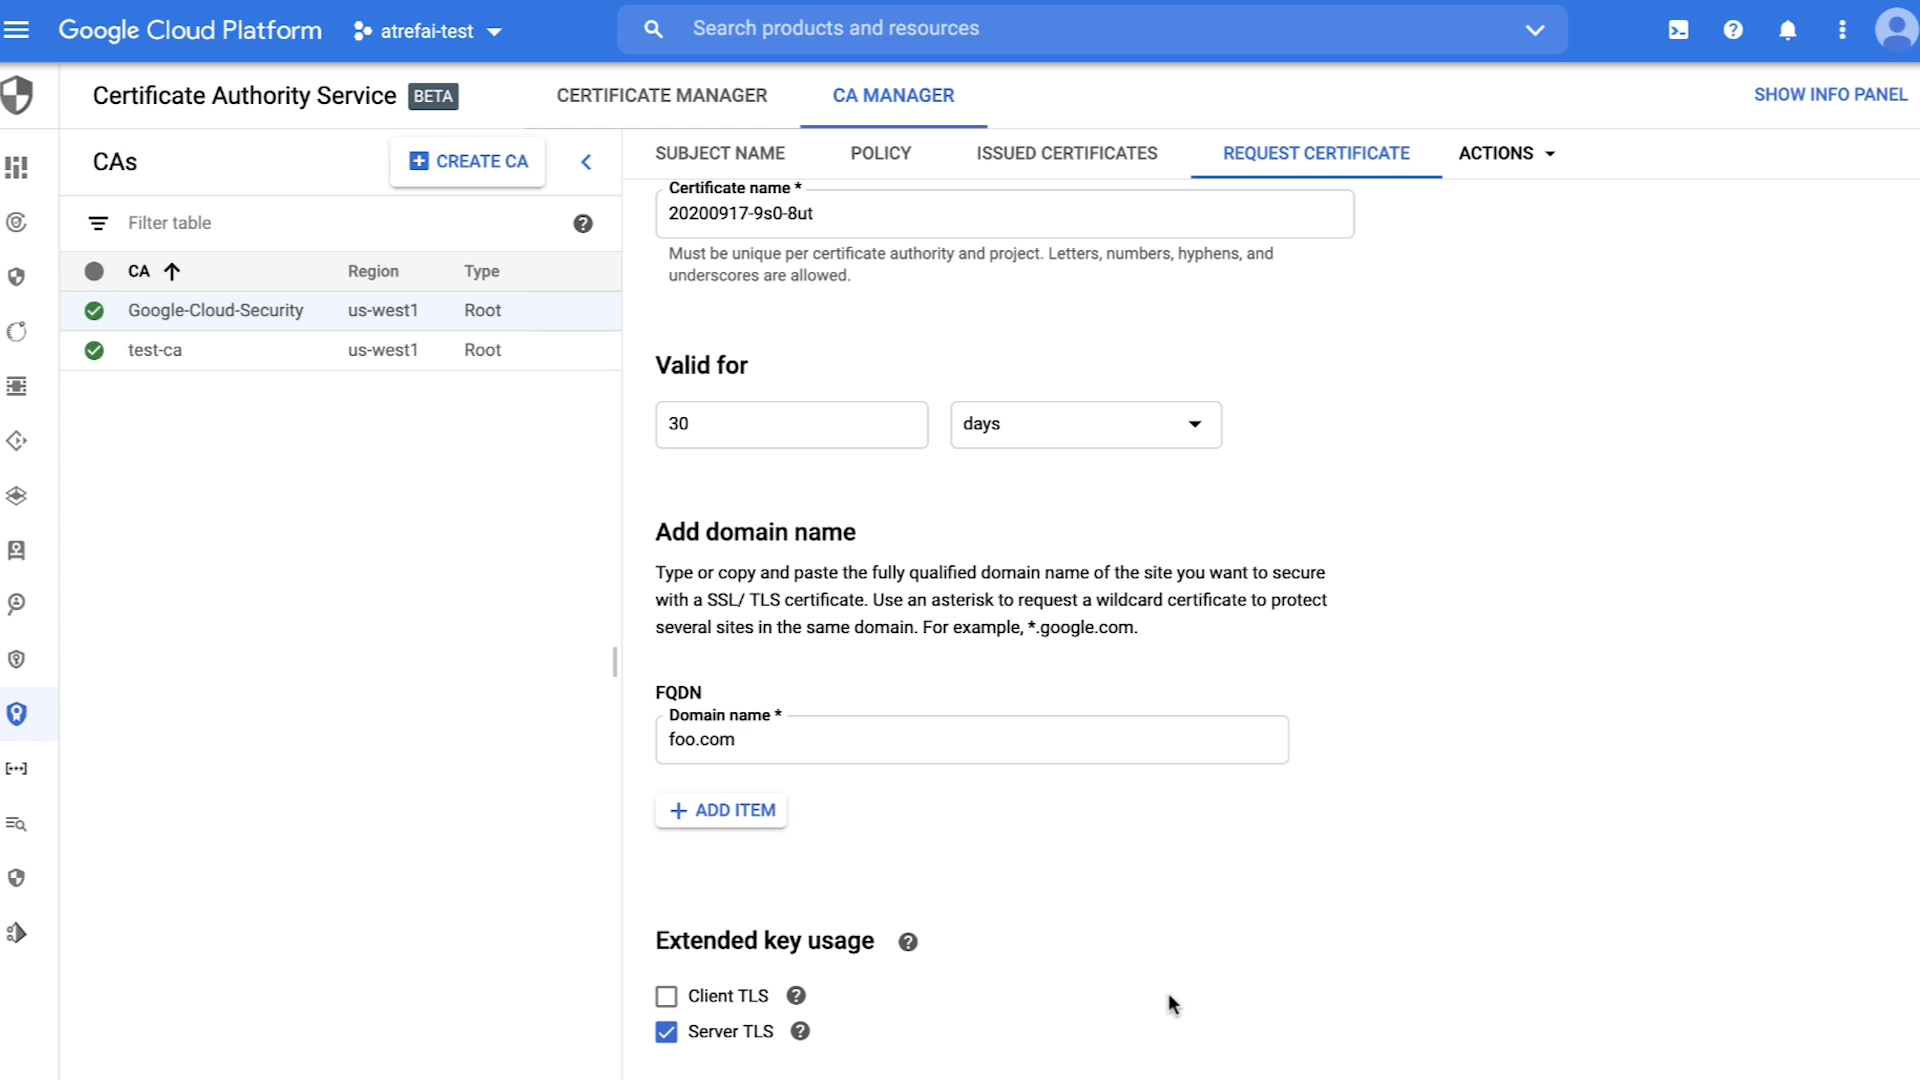 Google Cloud Platform
atrefai-test
Search products and resources
Certificate Authority Service BETA
CERTIFICATE MANAGER
CA MANAGER
SHOW INFO PANEL
CAs
CREATE CA
SUBJECT NAME
POLICY
ISSUED CERTIFICATES
REQUEST CERTIFICATE
ACTIONS
Filter table
CA Region Type
Google-Cloud-Security us-west1 Root
test-ca us-west1 Root
Certificate name *
20200917-9s0-8ut
Must be unique per certificate authority and project. Letters, numbers, hyphens, and
underscores are allowed.
Valid for
30
days
Add domain name
Type or copy and paste the fully qualified domain name of the site you want to secure
with a SSL/ TLS certificate. Use an asterisk to request a wildcard certificate to protect
several sites in the same domain. For example, *.google.com.
FQDN
Domain name *
foo.com
+ ADD ITEM
Extended key usage
Client TLS
Server TLS